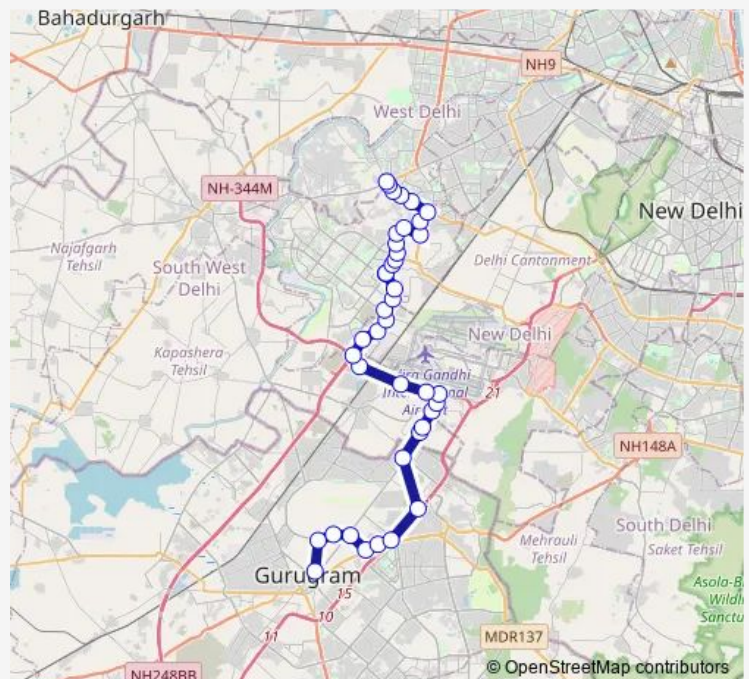 Bahadurgarh
NH9
West Delhi
NH-344M
New Delhi
Najafgarh
Tehsil
South West
Delhi
Delhi Cantonment
New Delhi
Kapashera
Tehsil
Gandhi
21
NH148A
South Delhi
Mehrauli
Tehsil
Saket Tehsil
Gurugram
15
10
11
MDR137
NH248BB
© OpenStreetMap contributors